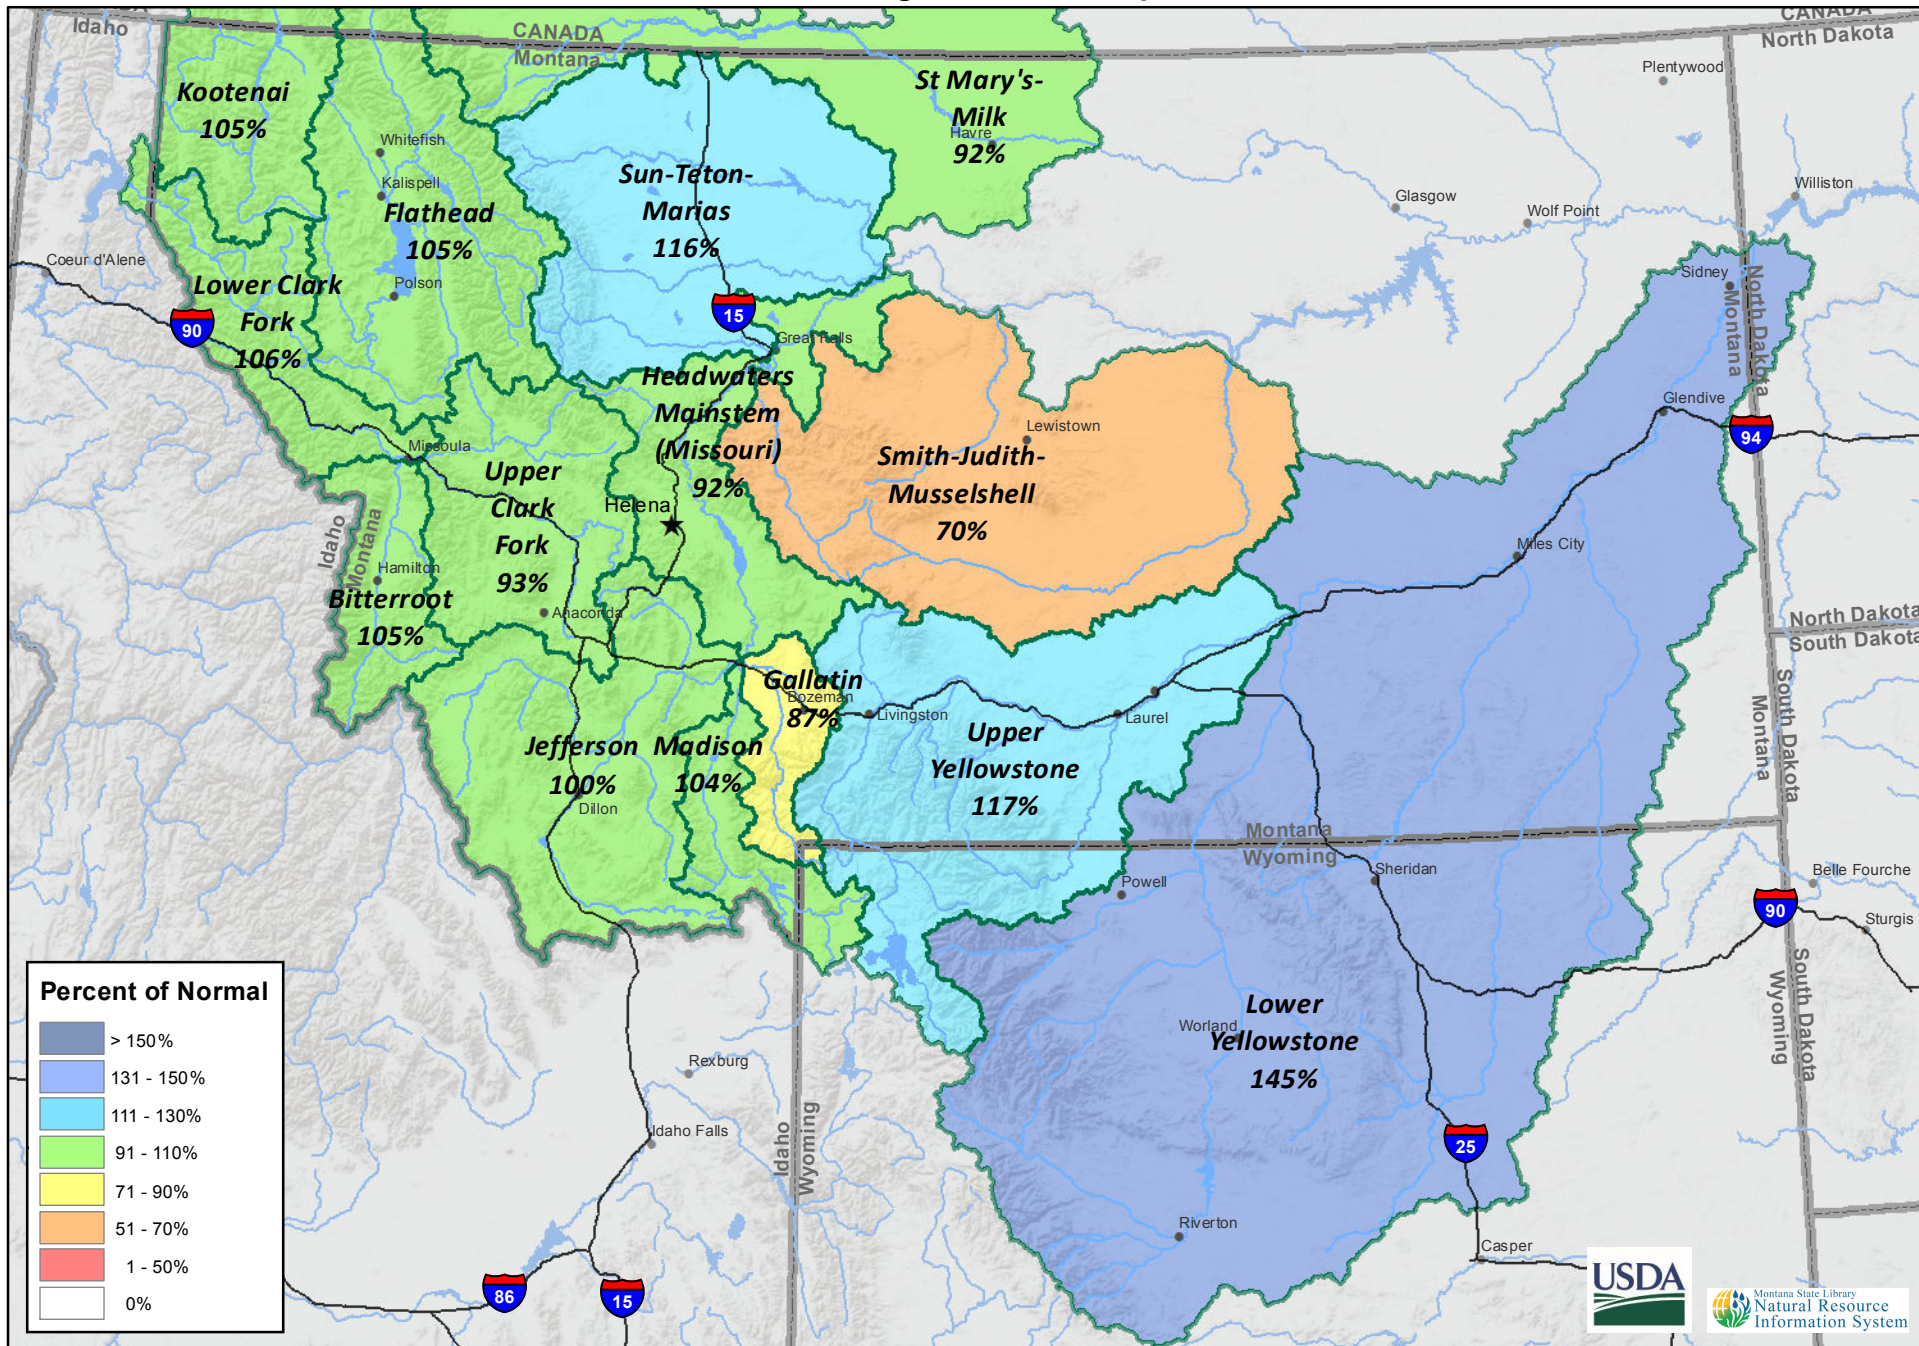 CANADA
Idaho
CANADA
Montana
CANADA
North Dakota
Kootenai
105%
St Mary's-
Milk
Havre
92%
Plentywood
Whitefish
Kalispell
Flathead
105%
Polson
Sun-Teton-
Marias
116%
Glasgow
Wolf Point
Williston
Coeur d'Alene
Lower Clark
Fork
106%
90
15
Great Falls
Sidney
North Dakota
Montana
Glendive
94
Headwaters
Mainstem
(Missouri)
92%
Lewistown
Smith-Judith-
Musselshell
70%
Missoula
Upper
Clark
Fork
93%
Helena
Idaho
Montana
Hamilton
Bitterroot
105%
Anaconda
Miles City
North Dakota
South Dakota
Gallatin
Bozeman
87%
Livingston
Laurel
Jefferson
100%
Dillon
Madison
104%
Upper
Yellowstone
117%
South Dakota
Montana
Montana
Wyoming
Powell
Sheridan
Belle Fourche
90
Sturgis
South Dakota
Wyoming
Lower
Worland
Yellowstone
145%
Percent of Normal
> 150%
131 - 150%
111 - 130%
91 - 110%
71 - 90%
51 - 70%
1 - 50%
0%
Rexburg
Idaho Falls
Idaho
Wyoming
25
Riverton
Casper
86
15
USDA
Montana State Library
Natural Resource
Information System